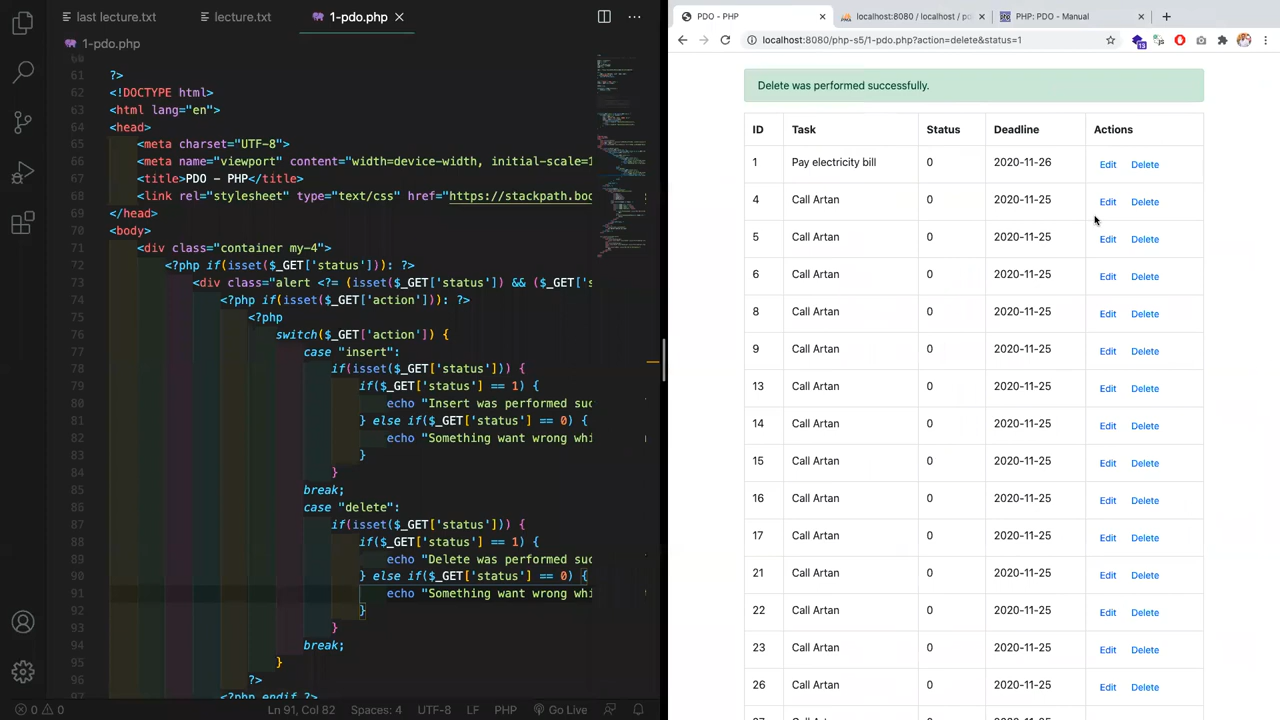 last lecture.txt
lecture.txt
1-pdo.php
1-pdo.php
60
61 ?>
62 <!DOCTYPE html>
63 <html lang="en">
64 <head>
65 <meta charset="UTF-8">
66 <meta name="viewport" content="width=device-width, initial-scale=1
67 <title>PDO - PHP</title>
68 <link rel="stylesheet" type="text/css" href="https://stackpath.boo
69 </head>
70 <body>
71 <div class="container my-4">
72 <?php if(isset($_GET['status'])): ?>
73 <div class="alert <?= (isset($_GET['status']) && ($_GET['s
74 <?php if(isset($_GET['action'])): ?>
75 <?php
76 switch($_GET['action']) {
77 case "insert":
78 if(isset($_GET['status'])) {
79 if($_GET['status'] == 1) {
80 echo "Insert was performed suc
81 } else if($_GET['status'] == 0) {
82 echo "Something want wrong whi
83 }
84 }
85 break;
86 case "delete":
87 if(isset($_GET['status'])) {
88 if($_GET['status'] == 1) {
89 echo "Delete was performed suc
90 } else if($_GET['status'] == 0) {
91 echo "Something want wrong whi
92 }
93 }
94 break;
95 }
96 ?>
97 <?php endif ?>
0 0
Ln 91, Col 82
Spaces: 4
UTF-8
LF
PHP
Go Live
PDO - PHP
localhost:8080 / localhost / po
PHP: PDO - Manual
localhost:8080/php-s5/1-pdo.php?action=delete&status=1
13
Delete was performed successfully.
ID Task Status Deadline Actions
1 Pay electricity bill 0 2020-11-26 Edit Delete
4 Call Artan 0 2020-11-25 Edit Delete
5 Call Artan 0 2020-11-25 Edit Delete
6 Call Artan 0 2020-11-25 Edit Delete
8 Call Artan 0 2020-11-25 Edit Delete
9 Call Artan 0 2020-11-25 Edit Delete
13 Call Artan 0 2020-11-25 Edit Delete
14 Call Artan 0 2020-11-25 Edit Delete
15 Call Artan 0 2020-11-25 Edit Delete
16 Call Artan 0 2020-11-25 Edit Delete
17 Call Artan 0 2020-11-25 Edit Delete
21 Call Artan 0 2020-11-25 Edit Delete
22 Call Artan 0 2020-11-25 Edit Delete
23 Call Artan 0 2020-11-25 Edit Delete
26 Call Artan 0 2020-11-25 Edit Delete